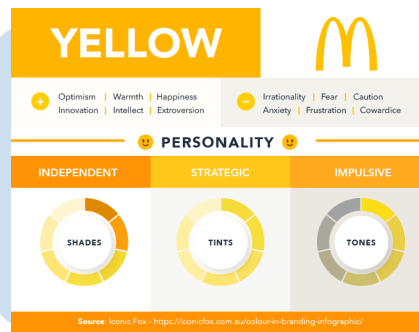 YELLOW
+ Optimism | Warmth | Happiness
Innovation | Intellect | Extroversion
− Irrationality | Fear | Caution
Anxiety | Frustration | Cowardice
PERSONALITY
INDEPENDENT
STRATEGIC
IMPULSIVE
SHADES
TINTS
TONES
Source: Iconic Fox - https://iconicfox.com.au/colour-in-branding-infographic/